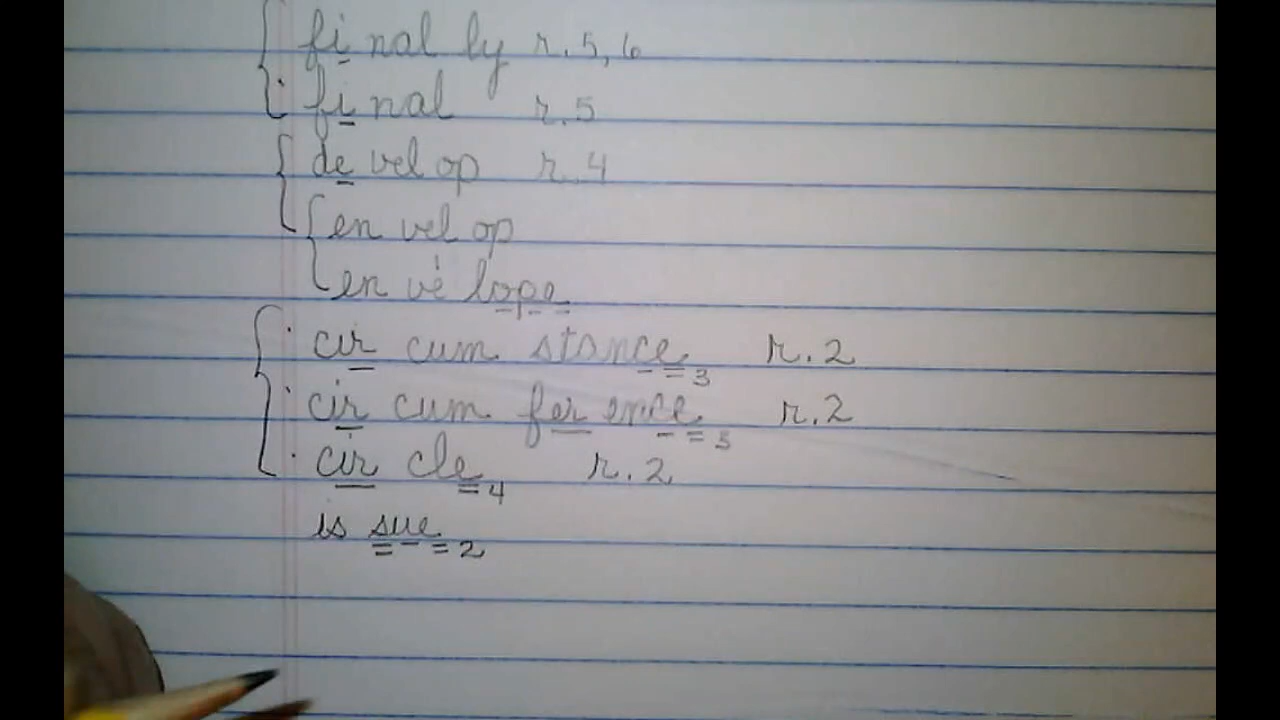 fi nal ly r. 5, 6
fi nal r. 5
de vel op r. 4
en vel op
en ve lope
cir cum stance 3 r. 2
cir cum fer ence 3 r. 2
cir cle 4 r. 2
is sue 2